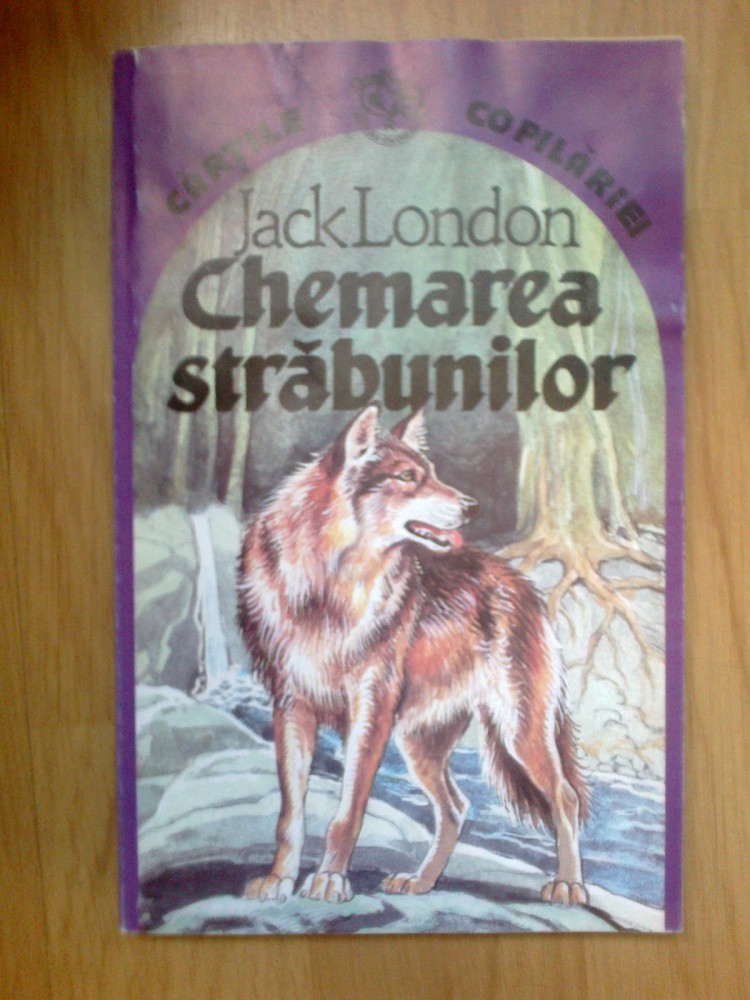 CĂRȚILE COPILĂRIEI
Jack London
Chemarea
străbunilor